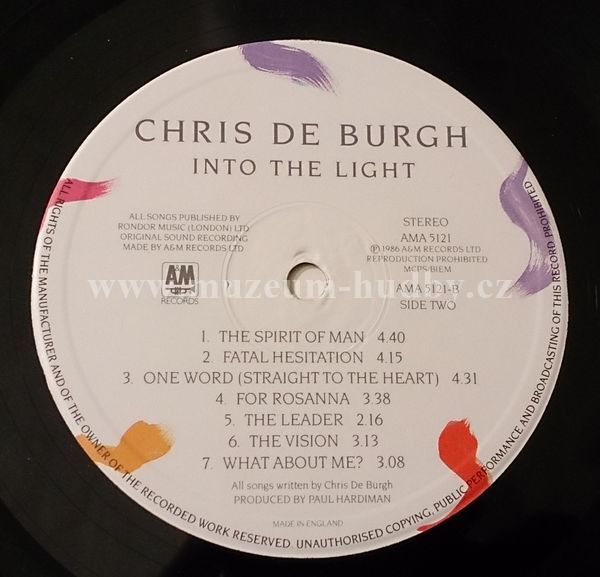 CHRIS DE BURGH
INTO THE LIGHT
ALL SONGS PUBLISHED BY
RONDOR MUSIC (LONDON) LTD
ORIGINAL SOUND RECORDING
MADE BY A&M RECORDS LTD
A&M
RECORDS
STEREO
AMA 5121
℗ 1986 A&M RECORDS LTD
REPRODUCTION PROHIBITED
MCPS/BIEM
AMA 5121-B
SIDE TWO
www.muzeum-hudby.cz
1. THE SPIRIT OF MAN 4.40
2. FATAL HESITATION 4.15
3. ONE WORD (STRAIGHT TO THE HEART) 4.31
4. FOR ROSANNA 3.38
5. THE LEADER 2.16
6. THE VISION 3.13
7. WHAT ABOUT ME? 3.08
All songs written by Chris De Burgh
PRODUCED BY PAUL HARDIMAN
MADE IN ENGLAND
ALL RIGHTS OF THE MANUFACTURER AND OF THE OWNER OF THE RECORDED WORK RESERVED. UNAUTHORISED COPYING, PUBLIC PERFORMANCE AND BROADCASTING OF THIS RECORD PROHIBITED